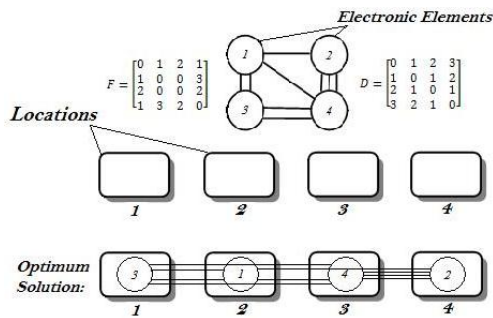 Electronic Elements
F = [0 1 2 1
1 0 0 3
2 0 0 2
1 3 2 0]
1 2
3 4
D = [0 1 2 3
1 0 1 2
2 1 0 1
3 2 1 0]
Locations
1 2 3 4
Optimum
Solution:
3 1 4 2
1 2 3 4